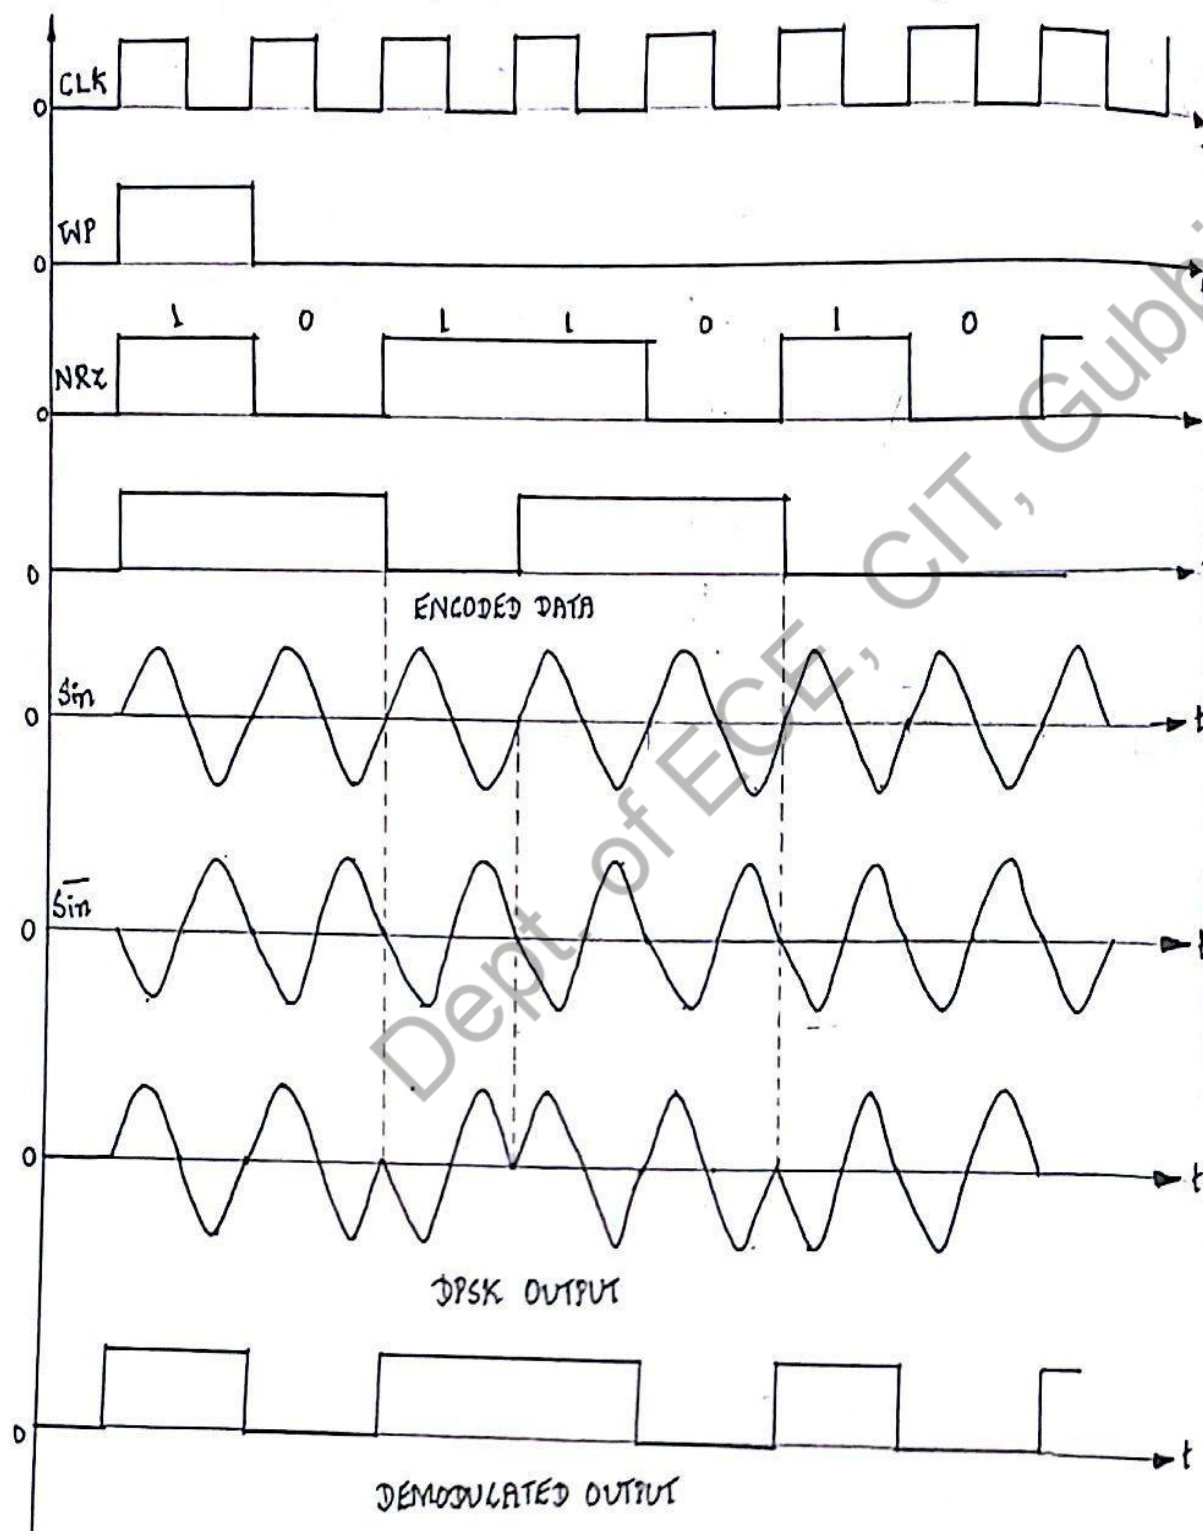 CLK
0
WP
0
1 0 1 1 0 1 0
NRZ
0
0
ENCODED DATA
Sin
0
t
S̅i̅n̅
0
t
0
t
DPSK OUTPUT
0
t
DEMODULATED OUTPUT
Dept. of ECE, CIT, Gubbi